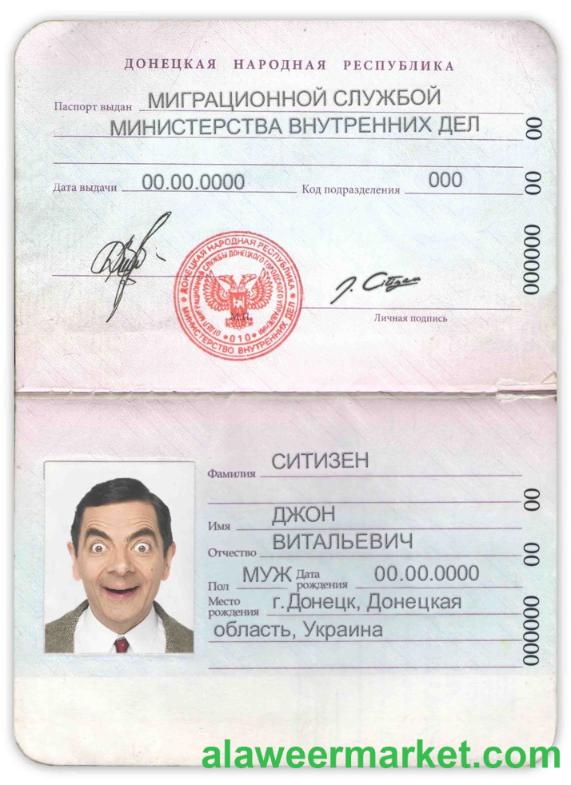 ДОНЕЦКАЯ НАРОДНАЯ РЕСПУБЛИКА
Паспорт выдан МИГРАЦИОННОЙ СЛУЖБОЙ
МИНИСТЕРСТВА ВНУТРЕННИХ ДЕЛ
Дата выдачи 00.00.0000 Код подразделения 000
00 00 000000
ДОНЕЦКАЯ НАРОДНАЯ РЕСПУБЛИКА
МИНИСТЕРСТВО ВНУТРЕННИХ ДЕЛ
010
М.П.
Личная подпись
Фамилия СИТИЗЕН
Имя ДЖОН
Отчество ВИТАЛЬЕВИЧ
Пол МУЖ Дата рождения 00.00.0000
Место рождения г.Донецк, Донецкая
область, Украина
00 00 000000
alaweermarket.com